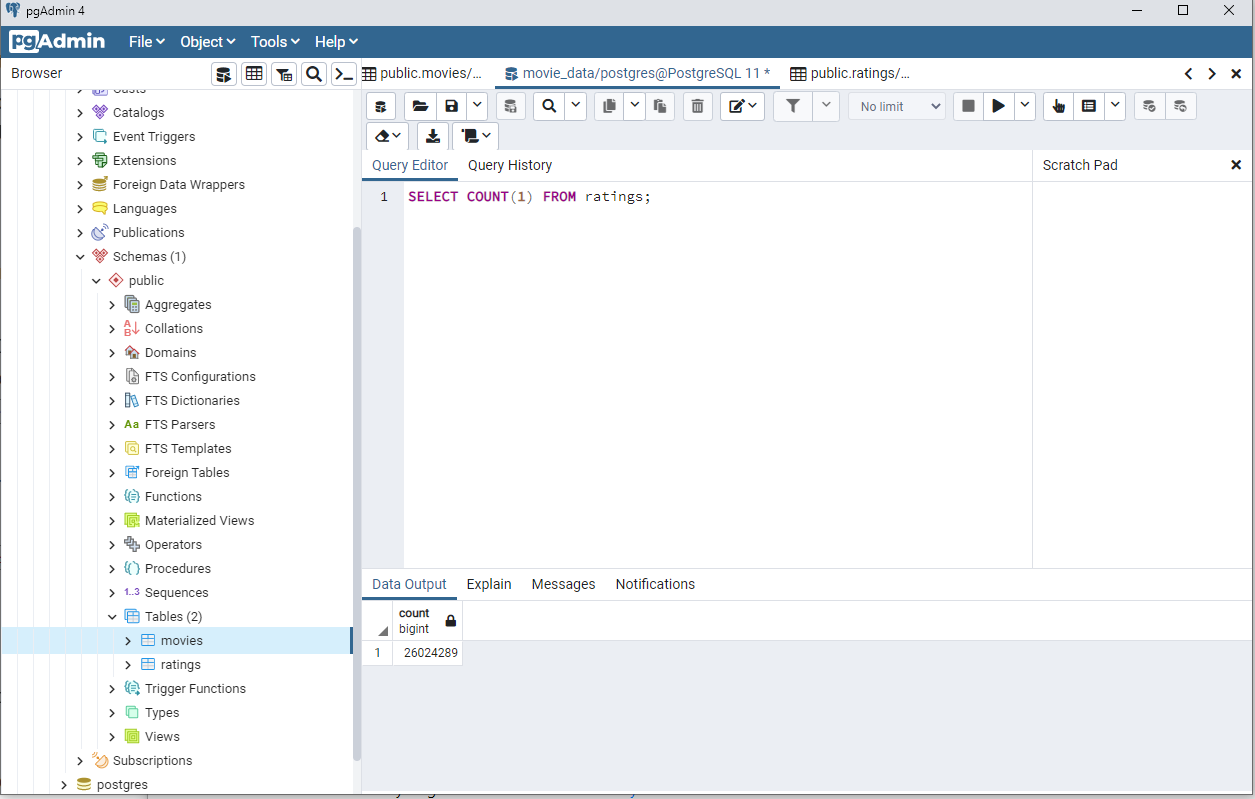 pgAdmin 4
pgAdmin File Object Tools Help
Browser
public.movies/... movie_data/postgres@PostgreSQL 11 * public.ratings/...
No limit
Casts
Catalogs
Event Triggers
Extensions
Foreign Data Wrappers
Languages
Publications
Schemas (1)
public
Aggregates
Collations
Domains
FTS Configurations
FTS Dictionaries
Aa FTS Parsers
FTS Templates
Foreign Tables
Functions
Materialized Views
Operators
Procedures
1..3 Sequences
Tables (2)
movies
ratings
Trigger Functions
Types
Views
Subscriptions
postgres
Query Editor Query History
Scratch Pad
1 SELECT COUNT(1) FROM ratings;
Data Output Explain Messages Notifications
count
bigint
1 26024289